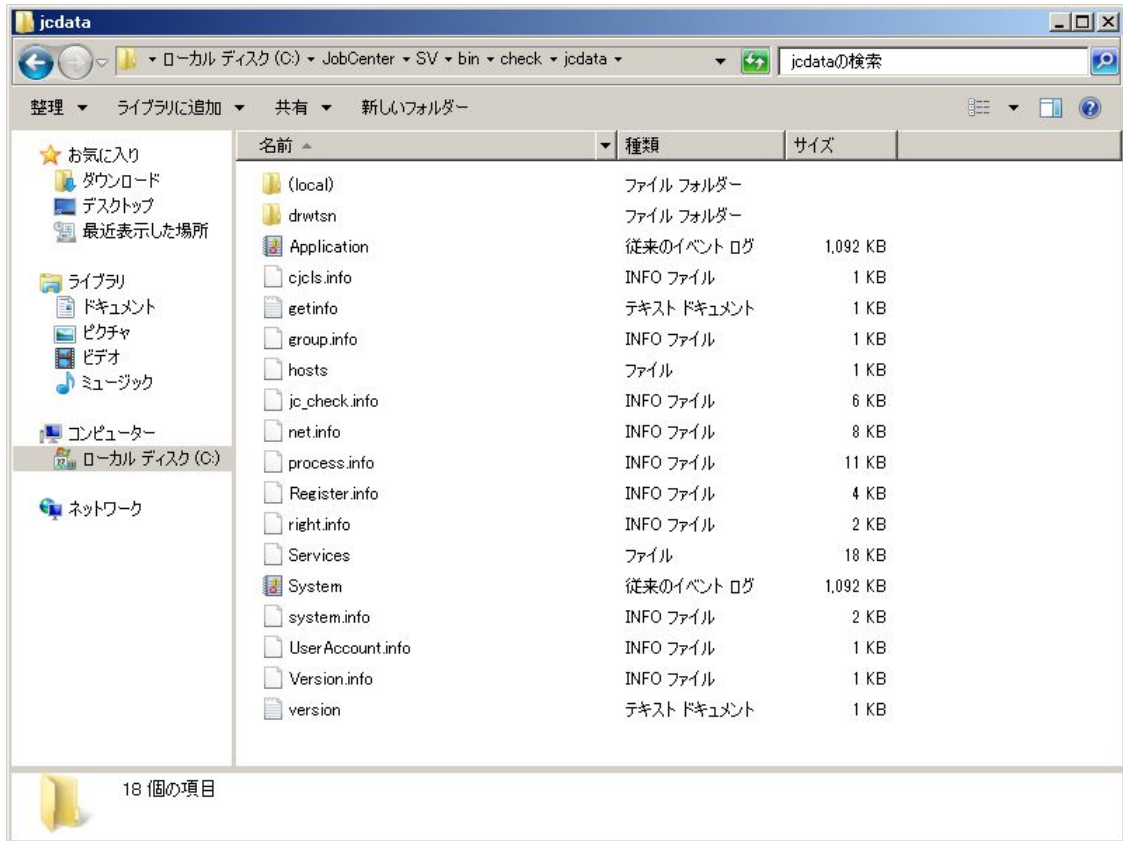 jcdata
ローカル ディスク (C:) JobCenter SV bin check jcdata jcdataの検索
整理 ライブラリに追加 共有 新しいフォルダー
名前 種類 サイズ
お気に入り
ダウンロード
デスクトップ
最近表示した場所
ライブラリ
ドキュメント
ピクチャ
ビデオ
ミュージック
コンピューター
ローカル ディスク (C:)
ネットワーク
(local) ファイル フォルダー
drwtsn ファイル フォルダー
Application 従来のイベント ログ 1,092 KB
cjcls.info INFO ファイル 1 KB
getinfo テキスト ドキュメント 1 KB
group.info INFO ファイル 1 KB
hosts ファイル 1 KB
jc_check.info INFO ファイル 6 KB
net.info INFO ファイル 8 KB
process.info INFO ファイル 11 KB
Register.info INFO ファイル 4 KB
right.info INFO ファイル 2 KB
Services ファイル 18 KB
System 従来のイベント ログ 1,092 KB
system.info INFO ファイル 2 KB
UserAccount.info INFO ファイル 1 KB
Version.info INFO ファイル 1 KB
version テキスト ドキュメント 1 KB
18 個の項目